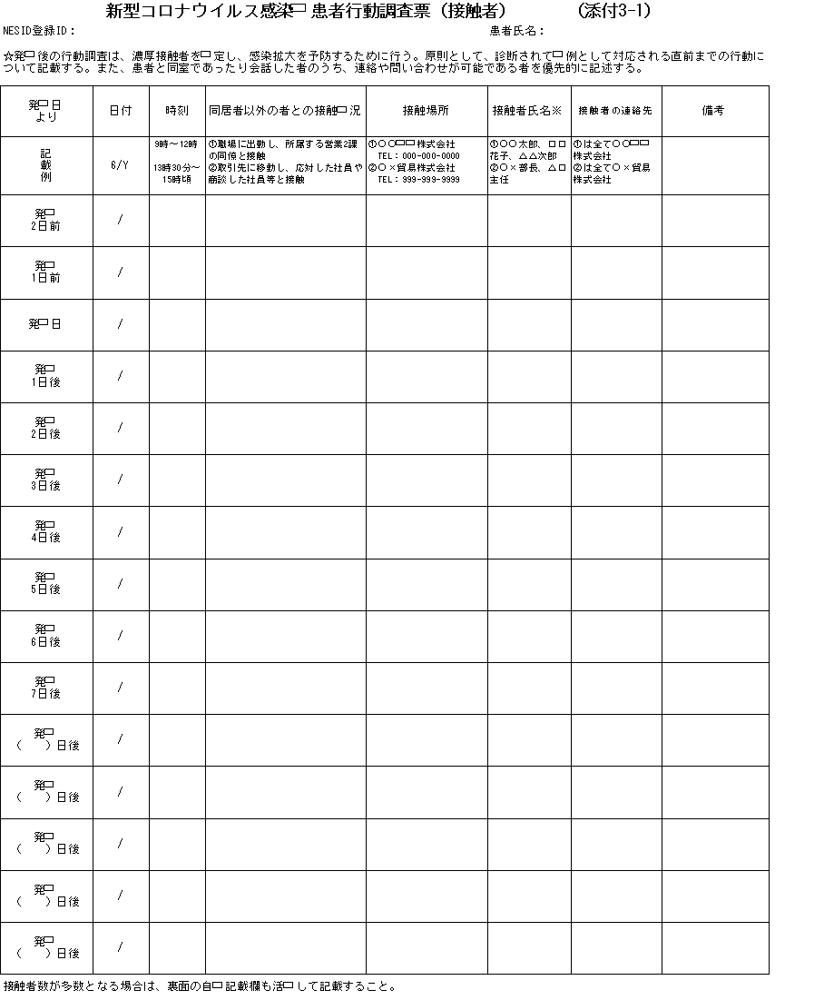 新型コロナウイルス感染□患者行動調査票（接触者）　（添付3-1）
NESID登録ID：　患者氏名：
☆発□後の行動調査は、濃厚接触者を□定し、感染拡大を予防するために行う。原則として、診断されて□例として対応される直前までの行動に
ついて記載する。また、患者と同室であったり会話した者のうち、連絡や問い合わせが可能である者を優先的に記述する。
発□日
より
日付
時刻
同居者以外の者との接触□況
接触場所
接触者氏名※
接触者の連絡先
備考
記
載
例
6/Y
9時～12時
13時30分～
15時頃
①職場に出勤し、所属する営業2課
の同僚と接触
②取引先に移動し、応対した社員や
商談した社員等と接触
①〇〇□□株式会社
TEL：000-000-0000
②〇×貿易株式会社
TEL：999-999-9999
①〇〇太郎、□□
花子、△△次郎
②〇×部長、△□
主任
①は全て〇〇□□
株式会社
②は全て〇×貿易
株式会社
発□
2日前
/
発□
1日前
/
発□日
/
発□
1日後
/
発□
2日後
/
発□
3日後
/
発□
4日後
/
発□
5日後
/
発□
6日後
/
発□
7日後
/
発□
（　）日後
/
発□
（　）日後
/
発□
（　）日後
/
発□
（　）日後
/
発□
（　）日後
/
接触者数が多数となる場合は、裏面の自□記載欄も活□して記載すること。